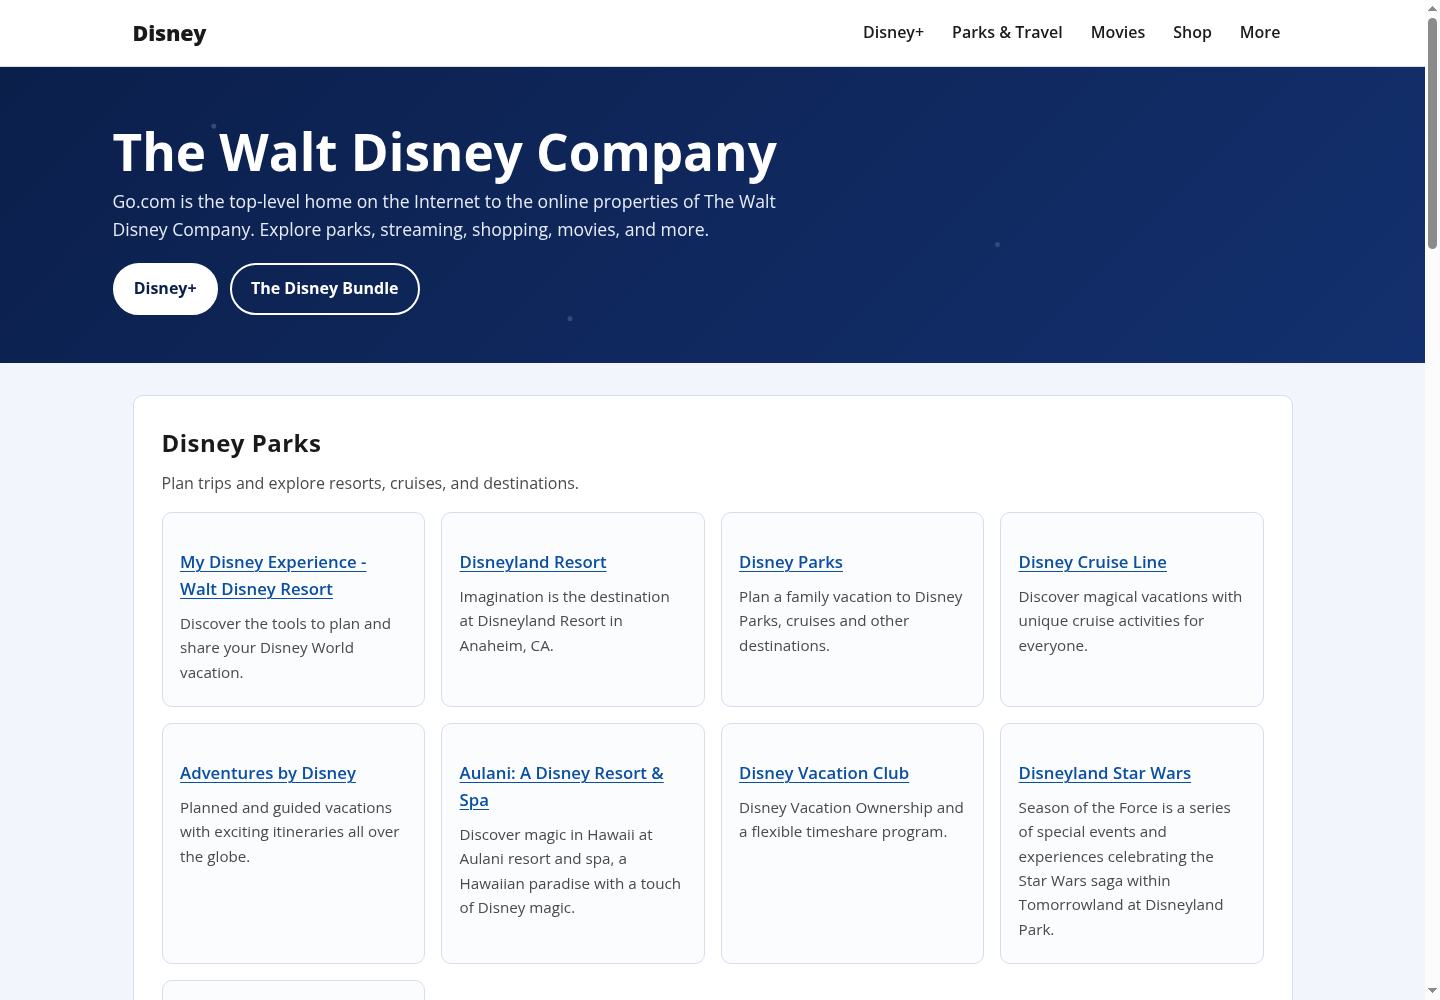 Disney
Disney+
Parks & Travel
Movies
Shop
More
The Walt Disney Company
Go.com is the top-level home on the Internet to the online properties of The Walt
Disney Company. Explore parks, streaming, shopping, movies, and more.
Disney+
The Disney Bundle
Disney Parks
Plan trips and explore resorts, cruises, and destinations.
My Disney Experience -
Walt Disney Resort
Discover the tools to plan and
share your Disney World
vacation.
Disneyland Resort
Imagination is the destination
at Disneyland Resort in
Anaheim, CA.
Disney Parks
Plan a family vacation to Disney
Parks, cruises and other
destinations.
Disney Cruise Line
Discover magical vacations with
unique cruise activities for
everyone.
Adventures by Disney
Planned and guided vacations
with exciting itineraries all over
the globe.
Aulani: A Disney Resort &
Spa
Discover magic in Hawaii at
Aulani resort and spa, a
Hawaiian paradise with a touch
of Disney magic.
Disney Vacation Club
Disney Vacation Ownership and
a flexible timeshare program.
Disneyland Star Wars
Season of the Force is a series
of special events and
experiences celebrating the
Star Wars saga within
Tomorrowland at Disneyland
Park.